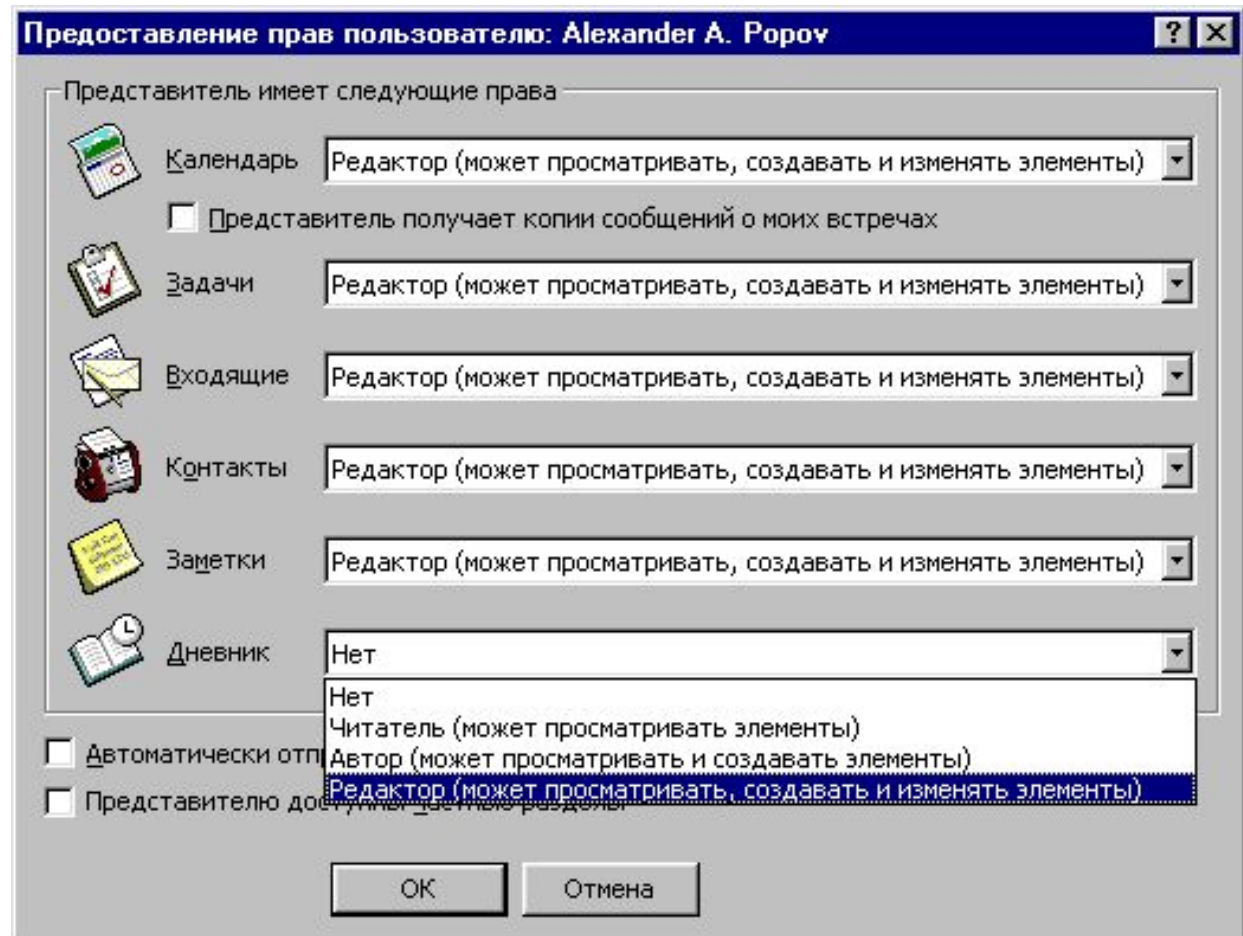 Предоставление прав пользователю: Alexander A. Popov
Представитель имеет следующие права
Календарь Редактор (может просматривать, создавать и изменять элементы)
Представитель получает копии сообщений о моих встречах
Задачи Редактор (может просматривать, создавать и изменять элементы)
Входящие Редактор (может просматривать, создавать и изменять элементы)
Контакты Редактор (может просматривать, создавать и изменять элементы)
Заметки Редактор (может просматривать, создавать и изменять элементы)
Дневник Нет
Нет
Читатель (может просматривать элементы)
Автоматически
Автор (может просматривать и создавать элементы)
Редактор (может просматривать, создавать и изменять элементы)
Представителю
OK Отмена